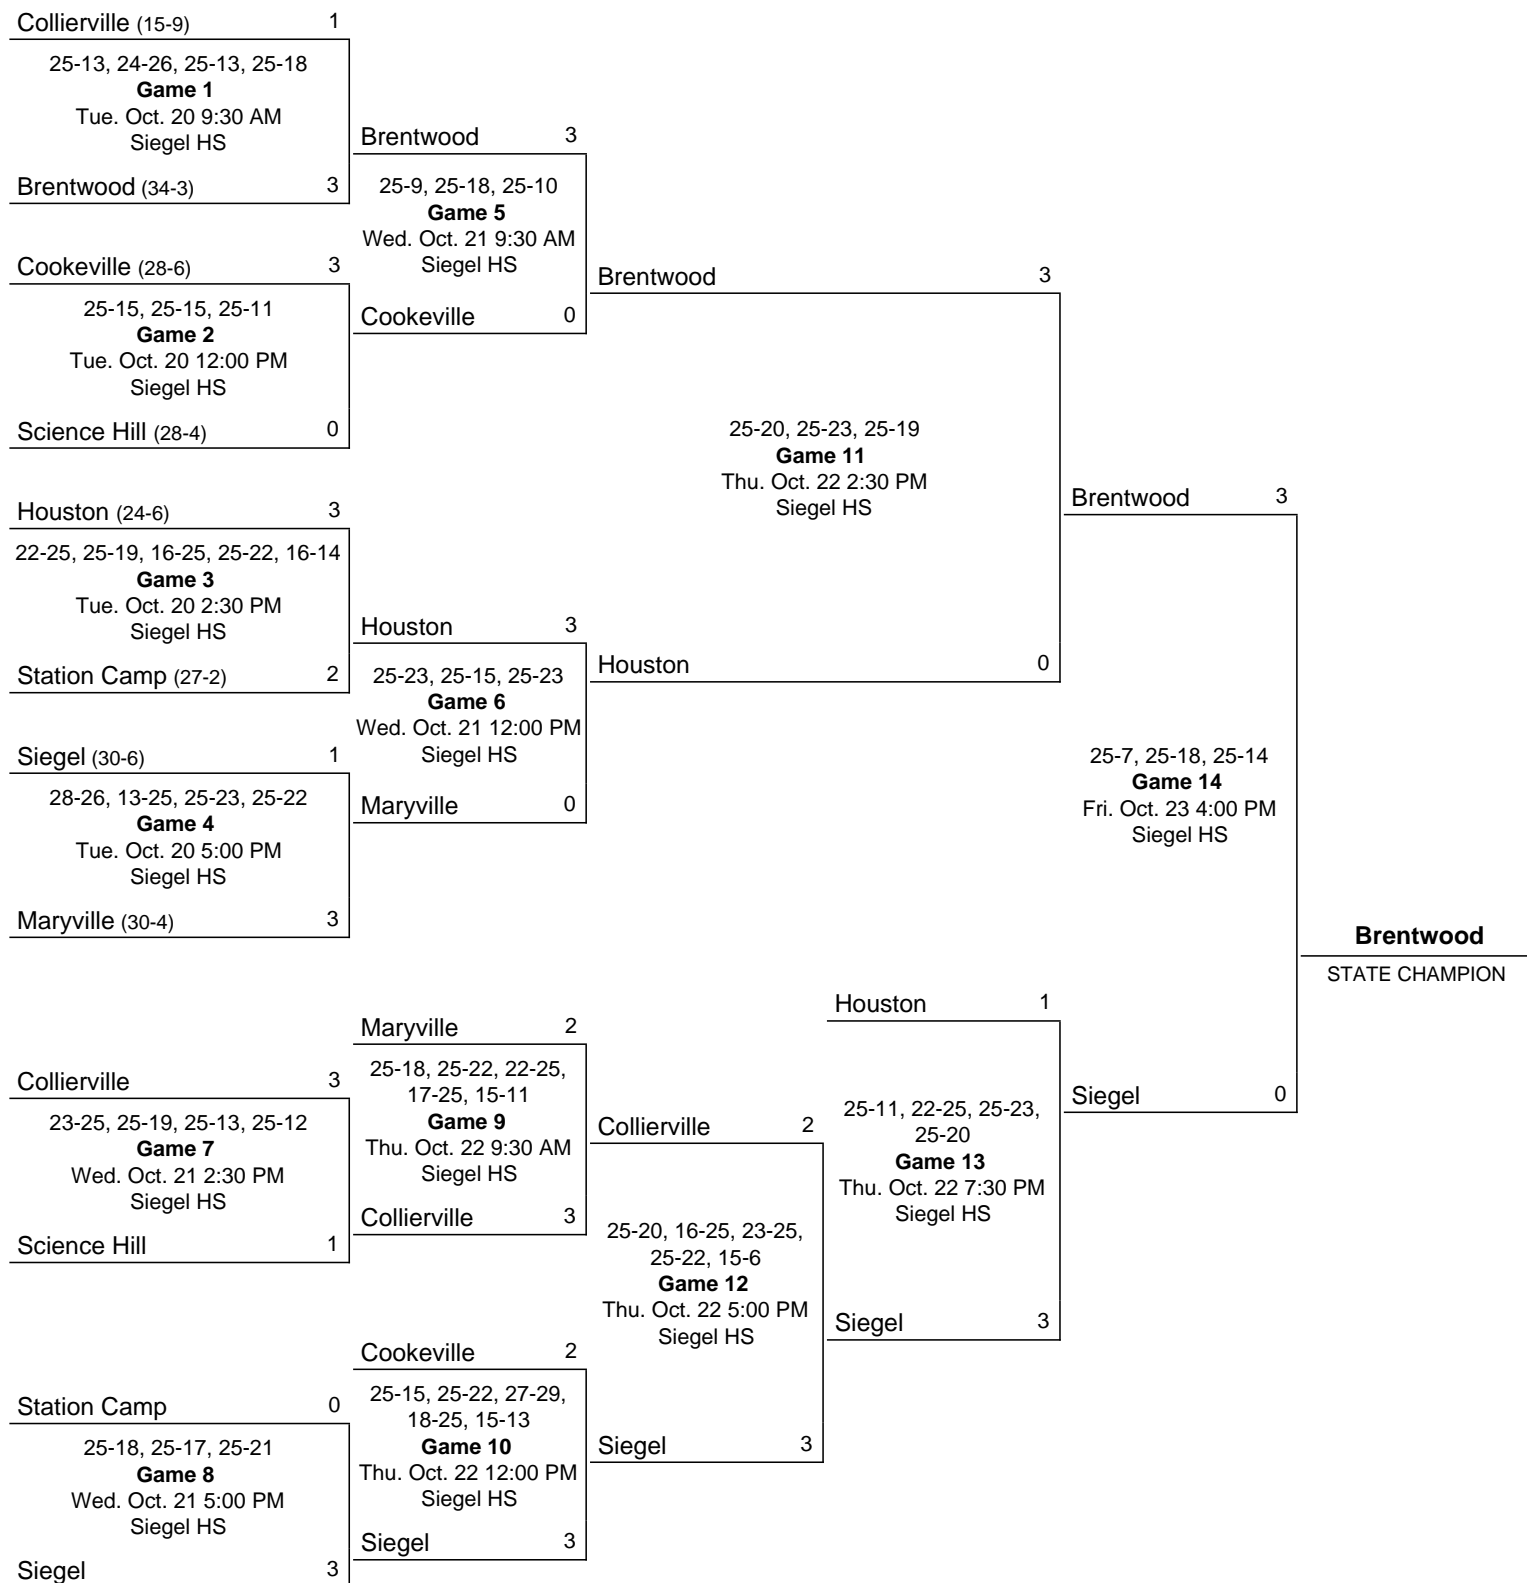 Collierville (15-9) 1
25-13, 24-26, 25-13, 25-18
Game 1
Tue. Oct. 20 9:30 AM
Siegel HS
Brentwood (34-3) 3
Cookeville (28-6) 3
25-15, 25-15, 25-11
Game 2
Tue. Oct. 20 12:00 PM
Siegel HS
Science Hill (28-4) 0
Houston (24-6) 3
22-25, 25-19, 16-25, 25-22, 16-14
Game 3
Tue. Oct. 20 2:30 PM
Siegel HS
Station Camp (27-2) 2
Siegel (30-6) 1
28-26, 13-25, 25-23, 25-22
Game 4
Tue. Oct. 20 5:00 PM
Siegel HS
Maryville (30-4) 3
Brentwood 3
25-9, 25-18, 25-10
Game 5
Wed. Oct. 21 9:30 AM
Siegel HS
Cookeville 0
Houston 3
25-23, 25-15, 25-23
Game 6
Wed. Oct. 21 12:00 PM
Siegel HS
Maryville 0
Brentwood 3
25-20, 25-23, 25-19
Game 11
Thu. Oct. 22 2:30 PM
Siegel HS
Houston 0
Brentwood 3
25-7, 25-18, 25-14
Game 14
Fri. Oct. 23 4:00 PM
Siegel HS
Siegel 0
Brentwood
STATE CHAMPION
Collierville 3
23-25, 25-19, 25-13, 25-12
Game 7
Wed. Oct. 21 2:30 PM
Siegel HS
Science Hill 1
Station Camp 0
25-18, 25-17, 25-21
Game 8
Wed. Oct. 21 5:00 PM
Siegel HS
Siegel 3
Maryville 2
25-18, 25-22, 22-25,
17-25, 15-11
Game 9
Thu. Oct. 22 9:30 AM
Siegel HS
Collierville 3
Cookeville 2
25-15, 25-22, 27-29,
18-25, 15-13
Game 10
Thu. Oct. 22 12:00 PM
Siegel HS
Siegel 3
Collierville 2
25-20, 16-25, 23-25,
25-22, 15-6
Game 12
Thu. Oct. 22 5:00 PM
Siegel HS
Siegel 3
Houston 1
25-11, 22-25, 25-23,
25-20
Game 13
Thu. Oct. 22 7:30 PM
Siegel HS
Siegel 3